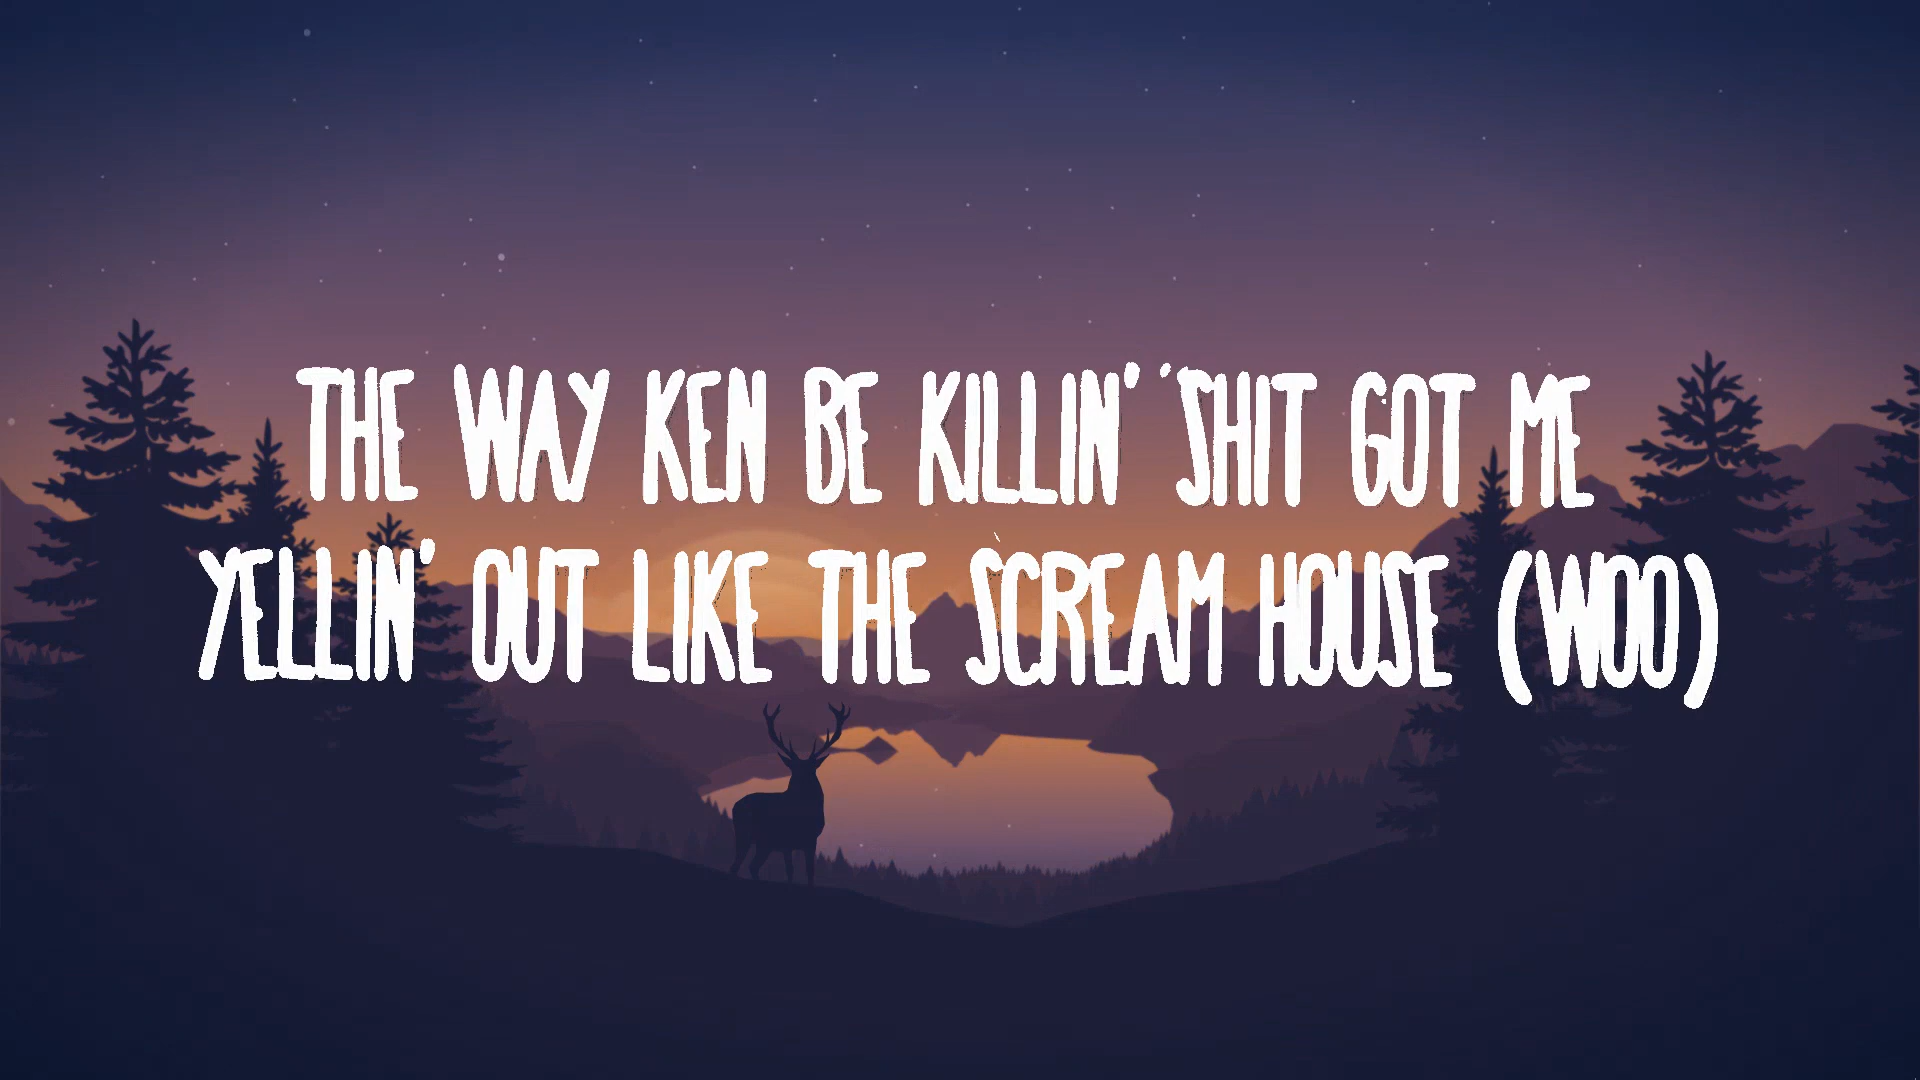 THE WAY KEN BE KILLIN' SHIT GOT ME
YELLIN' OUT LIKE THE SCREAM HOUSE (WOO)